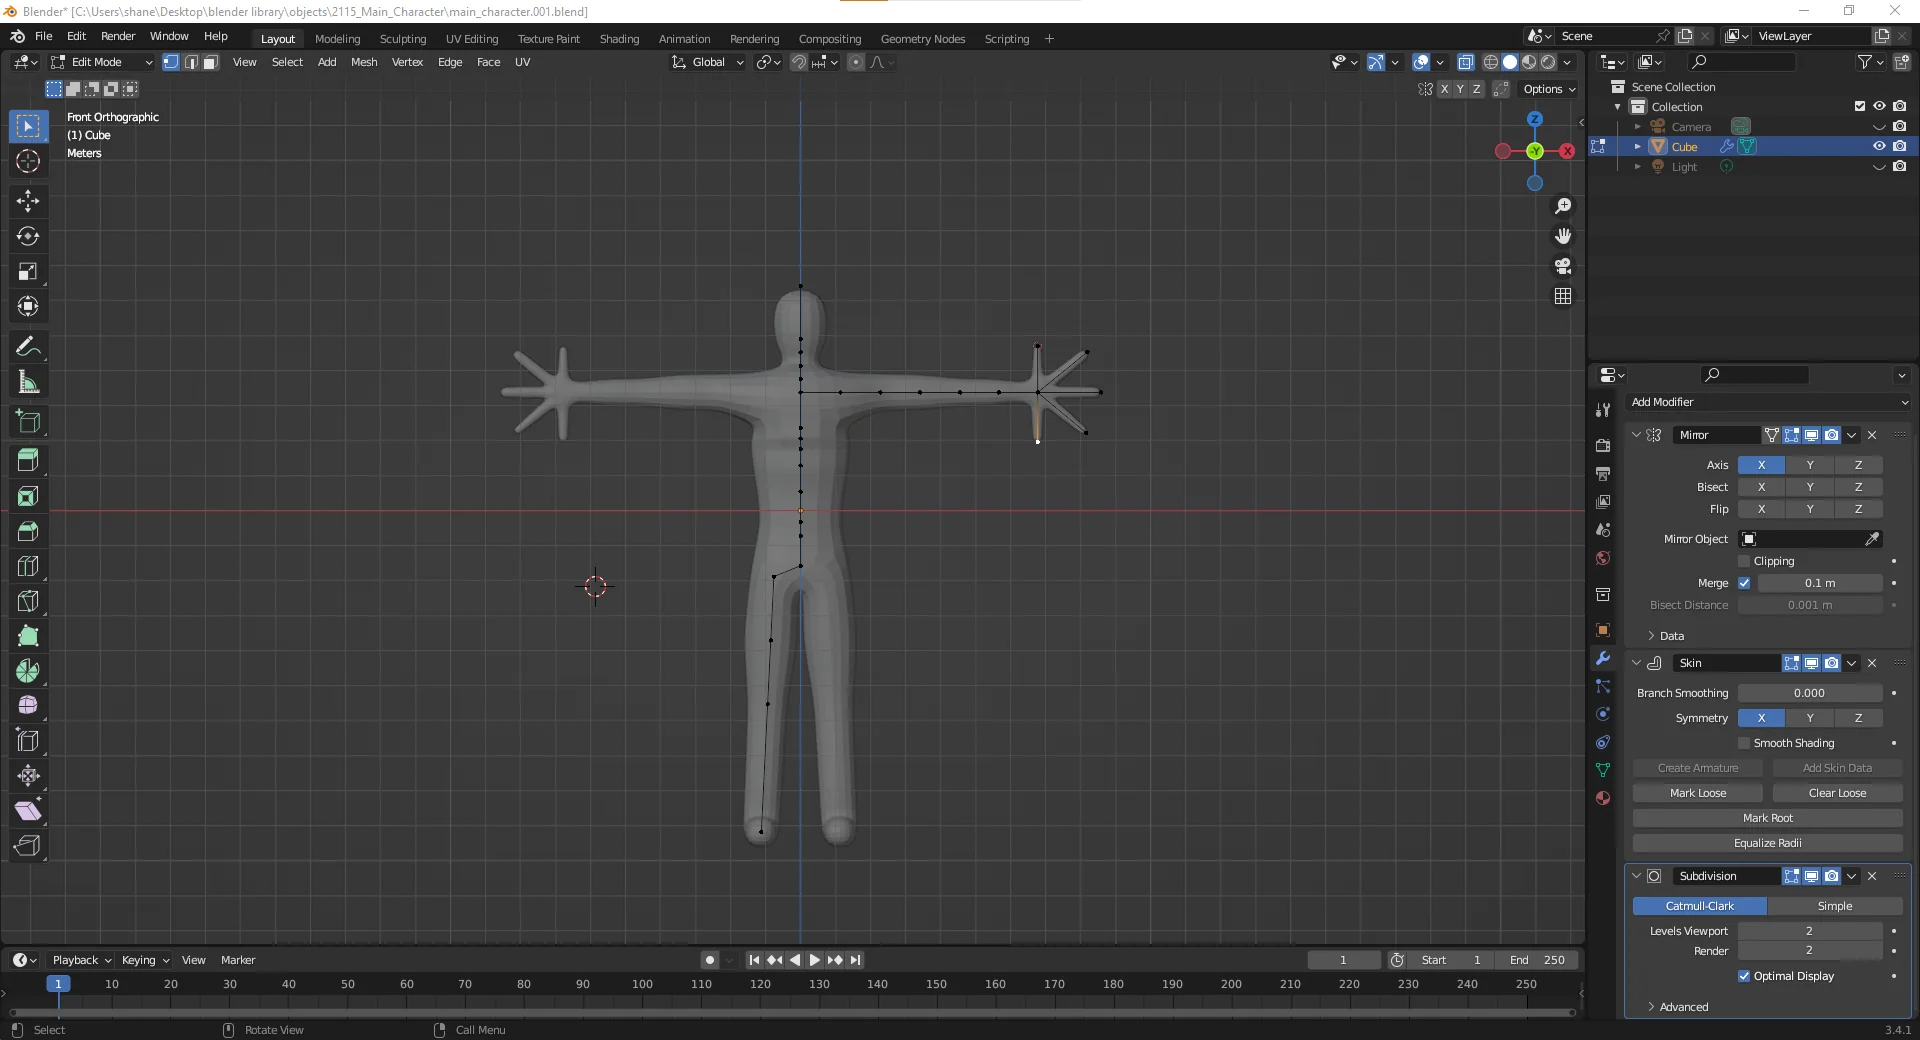 Blender* [C:\Users\shane\Desktop\blender library\objects\2115_Main_Character\main_character.001.blend]
File Edit Render Window Help Layout Modeling Sculpting UV Editing Texture Paint Shading Animation Rendering Compositing Geometry Nodes Scripting + Scene ViewLayer
Edit Mode View Select Add Mesh Vertex Edge Face UV Global
X Y Z Options
Front Orthographic
(1) Cube
Meters
Z
-Y X
Scene Collection
Collection
Camera
Cube
Light
Add Modifier
Mirror
Axis X Y Z
Bisect X Y Z
Flip X Y Z
Mirror Object
Clipping
Merge 0.1 m
Bisect Distance 0.001 m
Data
Skin
Branch Smoothing 0.000
Symmetry X Y Z
Smooth Shading
Create Armature Add Skin Data
Mark Loose Clear Loose
Mark Root
Equalize Radii
Subdivision
Catmull-Clark Simple
Levels Viewport 2
Render 2
Optimal Display
Advanced
Playback Keying View Marker 1 Start 1 End 250
1 10 20 30 40 50 60 70 80 90 100 110 120 130 140 150 160 170 180 190 200 210 220 230 240 250
Select Rotate View Call Menu 3.4.1